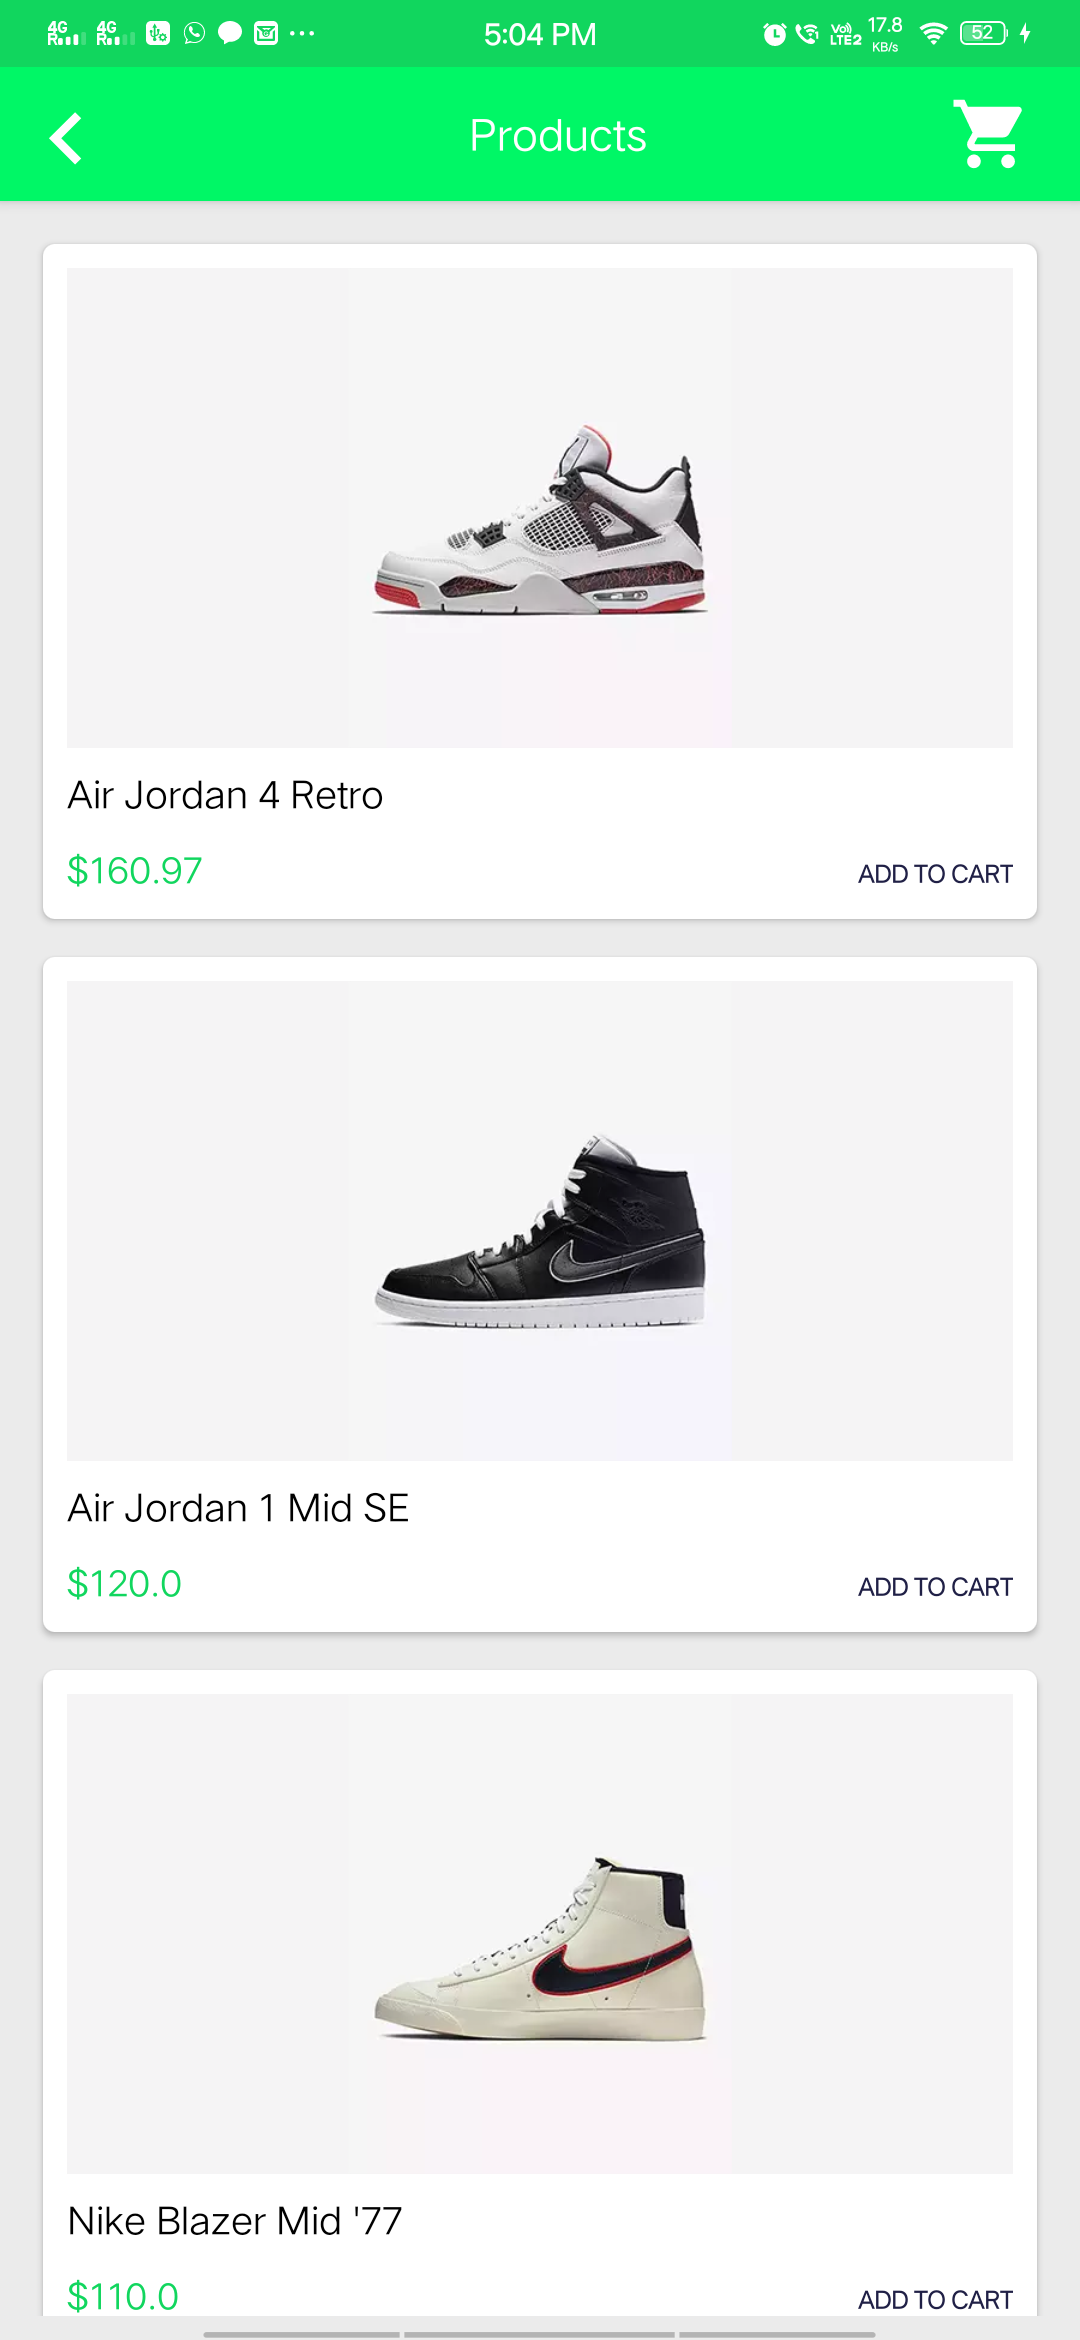 4G R 4G R 5:04 PM Vo)) LTE2 17.8 KB/s 52
Products
Air Jordan 4 Retro
$160.97 ADD TO CART
Air Jordan 1 Mid SE
$120.0 ADD TO CART
Nike Blazer Mid '77
$110.0 ADD TO CART